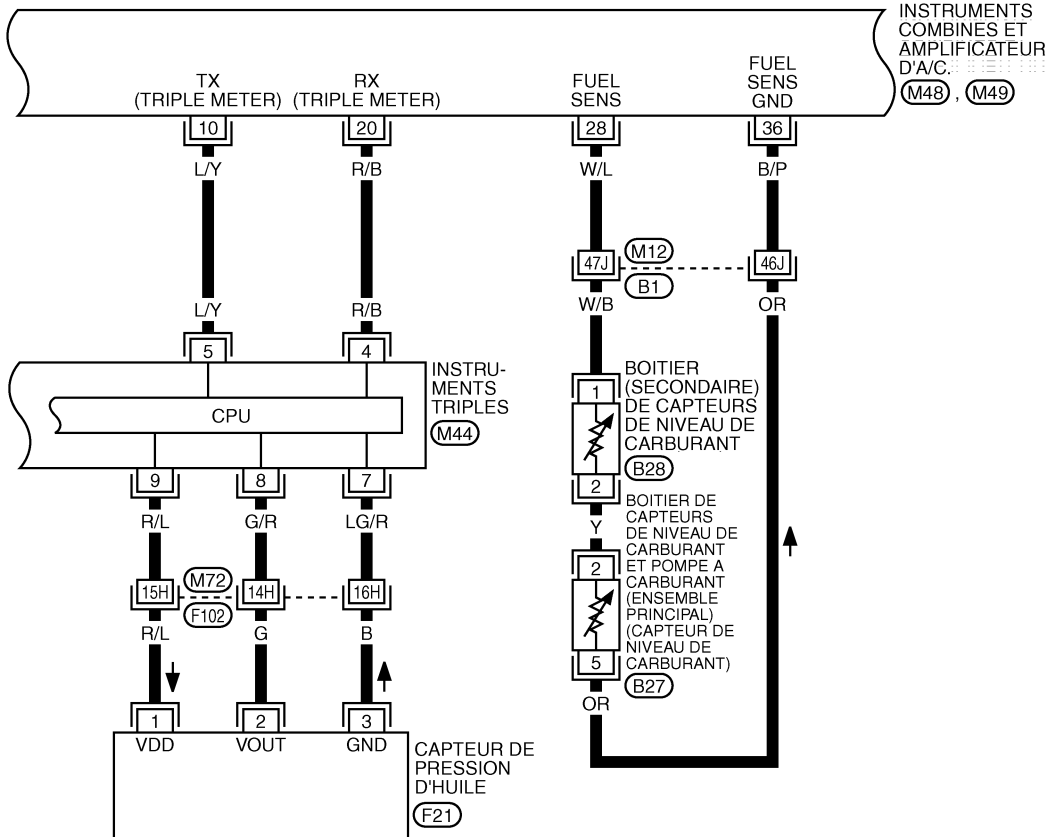 INSTRUMENTS
COMBINES ET
AMPLIFICATEUR
D'A/C.
M48 , M49
TX
(TRIPLE METER)
RX
(TRIPLE METER)
FUEL
SENS
FUEL
SENS
GND
10
20
28
36
L/Y
R/B
W/L
B/P
47J
M12
B1
46J
L/Y
R/B
W/B
OR
5
4
INSTRU-
MENTS
TRIPLES
M44
CPU
1
BOITIER
(SECONDAIRE)
DE CAPTEURS
DE NIVEAU DE
CARBURANT
B28
2
9
8
7
R/L
G/R
LG/R
Y
2
BOITIER DE
CAPTEURS
DE NIVEAU DE
CARBURANT
ET POMPE A
CARBURANT
(ENSEMBLE
PRINCIPAL)
(CAPTEUR DE
NIVEAU DE
CARBURANT)
B27
5
OR
15H
M72
F102
14H
16H
R/L
G
B
1
2
3
VDD
VOUT
GND
CAPTEUR DE
PRESSION
D'HUILE
F21